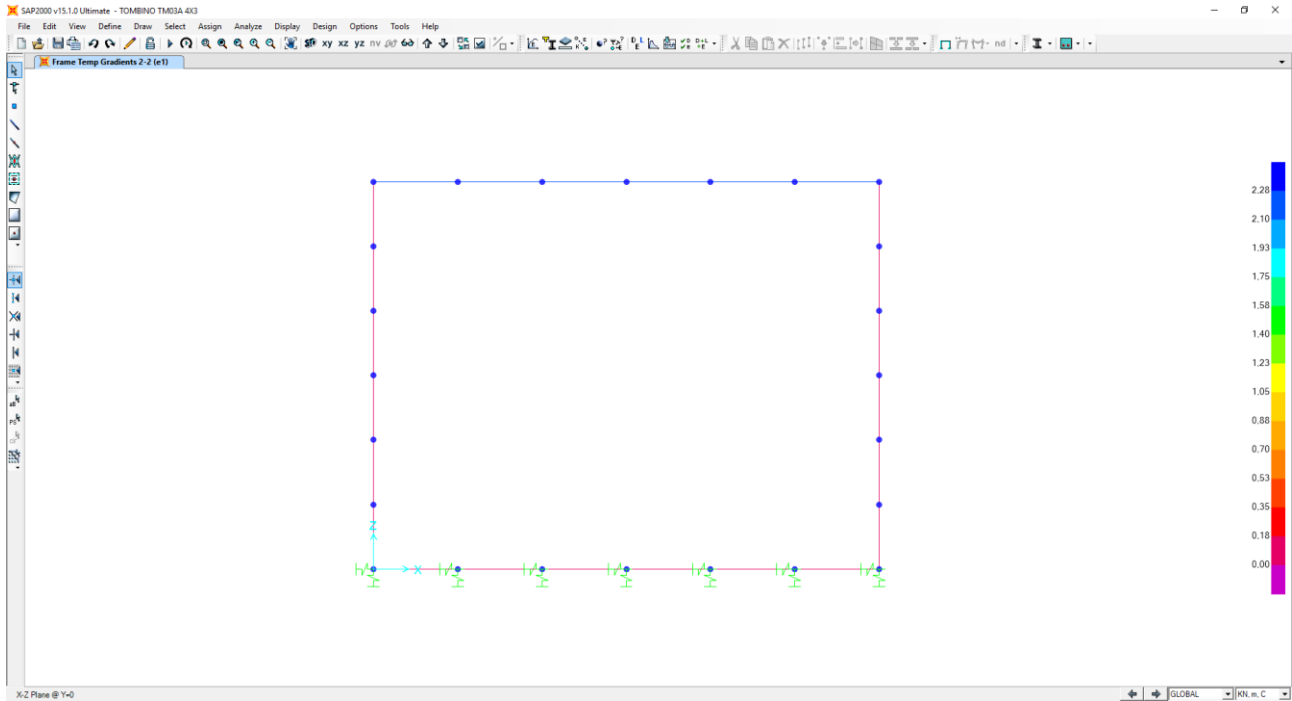 SAP2000 v15.1.0 Ultimate - TOMBINO TM03A 4X3
File Edit View Define Draw Select Assign Analyze Display Design Options Tools Help
xy xz yz nv nd
Frame Temp Gradients 2-2 (e1)
2.28
2.10
1.93
1.75
1.58
1.40
1.23
1.05
0.88
0.70
0.53
0.35
0.18
0.00
Z
X
X-Z Plane @ Y=0
GLOBAL
KN, m, C